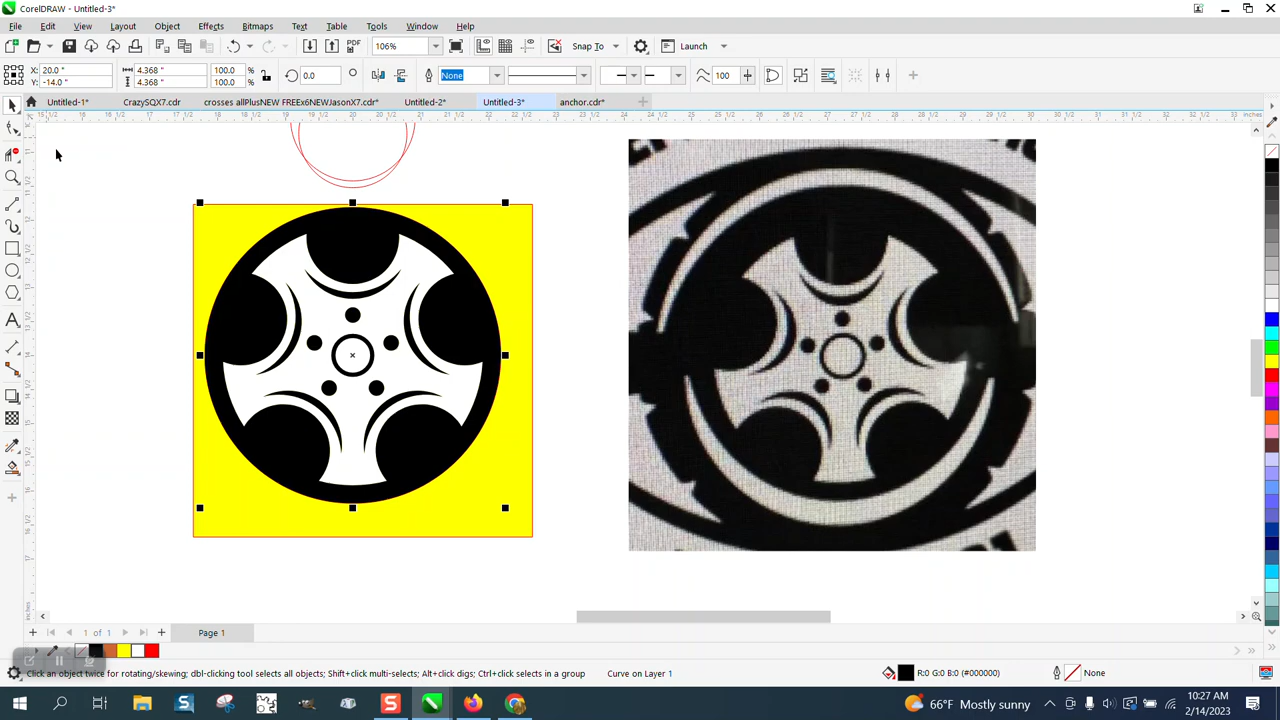 CorelDRAW - Untitled-3*
File Edit View Layout Object Effects Bitmaps Text Table Tools Window Help
PDF 106% Snap To Launch
X: 20.0 " 4.368 " 100.0 % 0.0 None 100
Y: -14.0 " 4.368 " 100.0 %
Untitled-1* CrazySQX7.cdr crosses allPlusNEW FREEx6NEWJasonX7.cdr* Untitled-2* Untitled-3* anchor.cdr*
inches
1 of 1 Page 1
Click an object twice for rotating/skewing; dbl-clicking tool selects all objects; Shift+click multi-selects; Alt+click digs; Ctrl+click selects in a group Curve on Layer 1 R:0 G:0 B:0 (#000000) None
66°F Mostly sunny 10:27 AM
2/14/2023